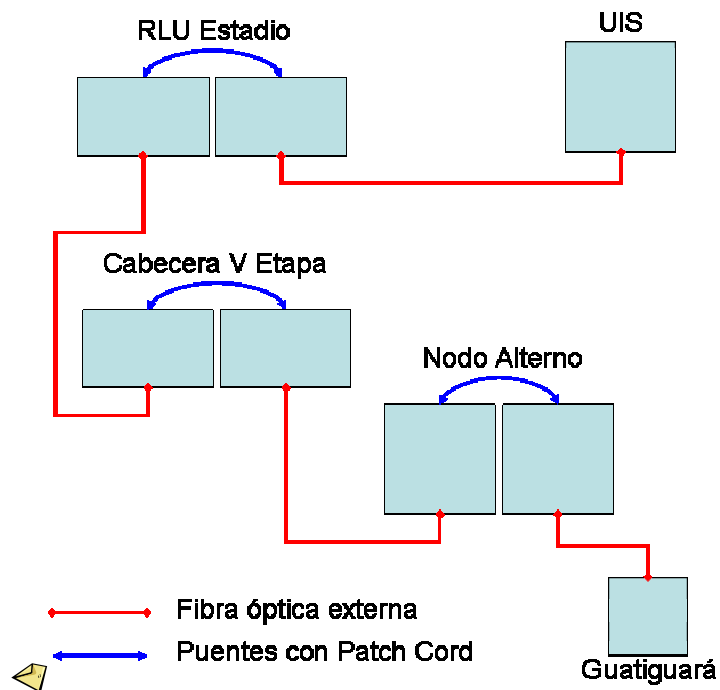 RLU Estadio
UIS
Cabecera V Etapa
Nodo Alterno
Fibra óptica externa
Puentes con Patch Cord
Guatiguará